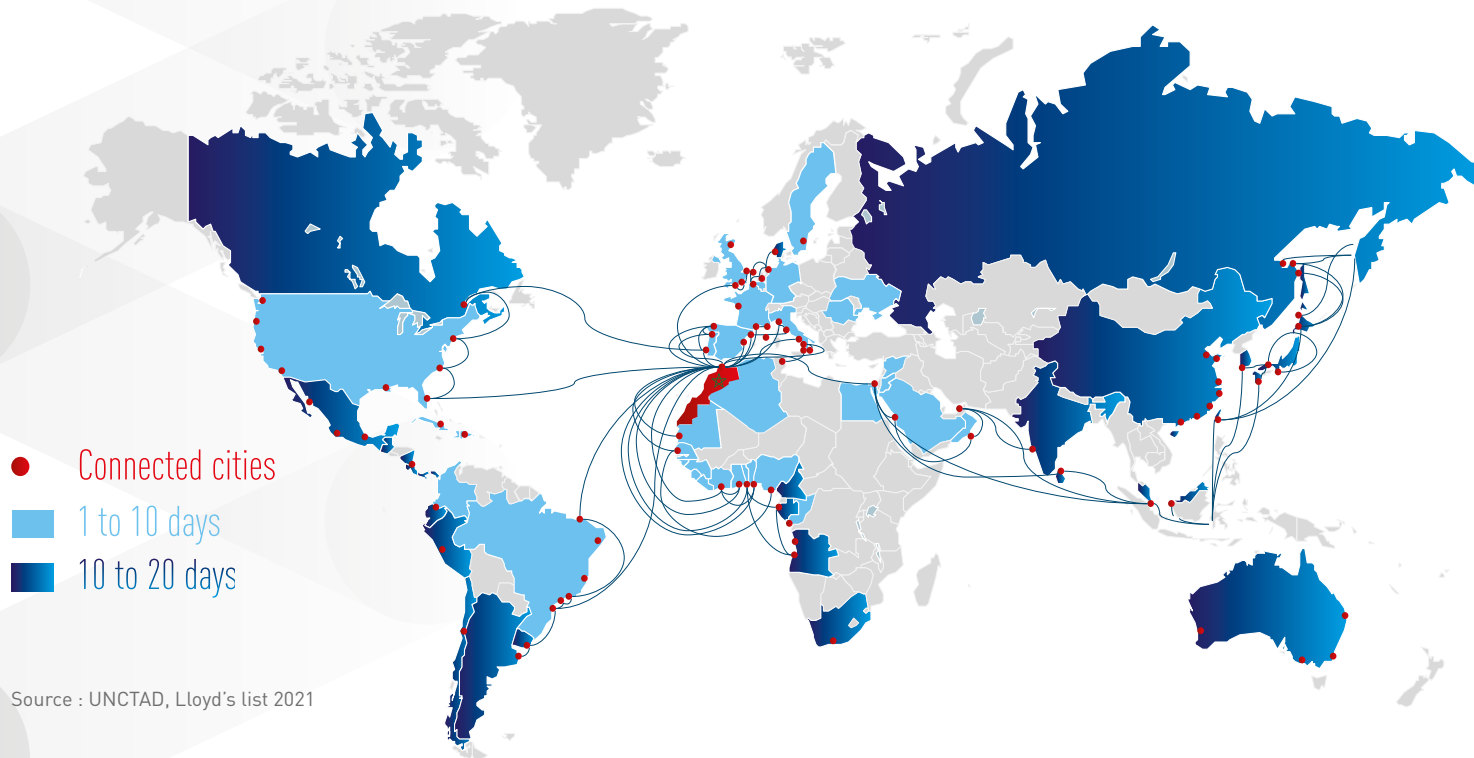 Connected cities
1 to 10 days
10 to 20 days
Source : UNCTAD, Lloyd's list 2021